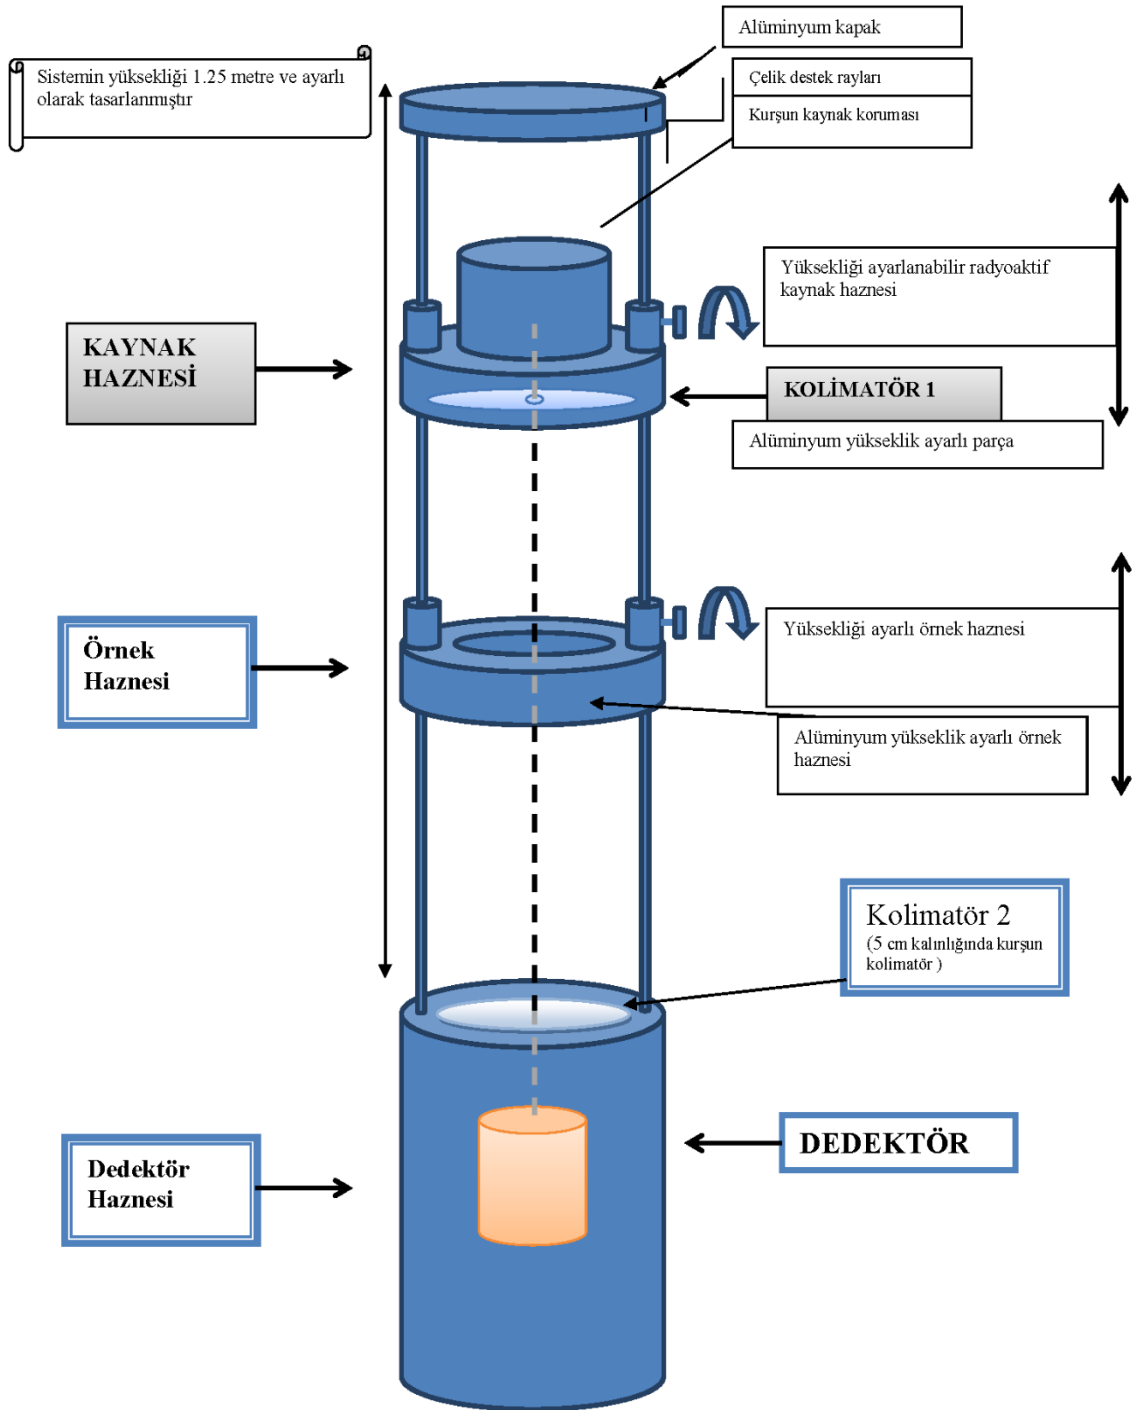 Alüminyum kapak
Sistemin yüksekliği 1.25 metre ve ayarlı
olarak tasarlanmıştır
Çelik destek rayları
Kurşun kaynak koruması
Yüksekliği ayarlanabilir radyoaktif
kaynak haznesi
KAYNAK
HAZNESİ
KOLİMATÖR 1
Alüminyum yükseklik ayarlı parça
Örnek
Haznesi
Yüksekliği ayarlı örnek haznesi
Alüminyum yükseklik ayarlı örnek
haznesi
Kolimatör 2
(5 cm kalınlığında kurşun
kolimatör )
Dedektör
Haznesi
DEDEKTÖR